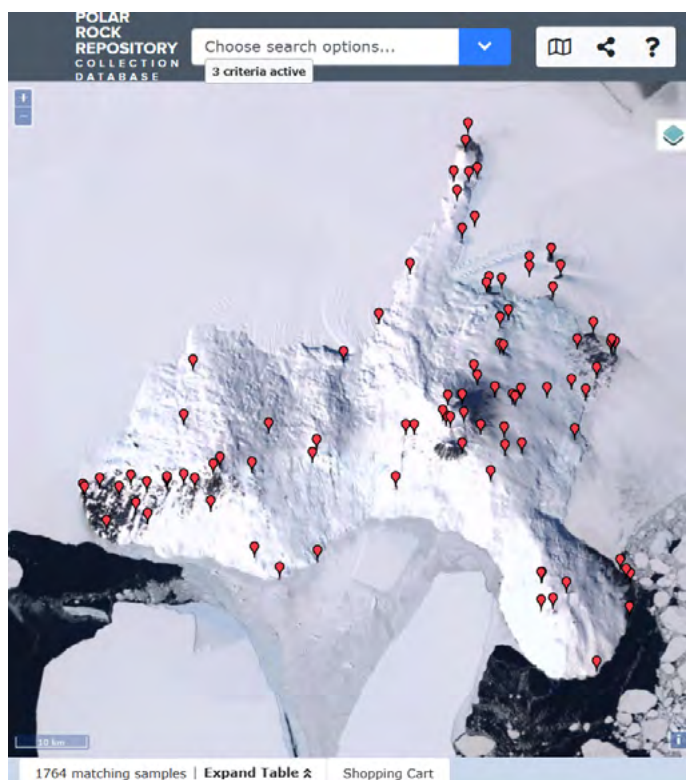 POLAR
ROCK
REPOSITORY
COLLECTION
DATABASE
Choose search options...
3 criteria active
?
+
−
10 km
i
1764 matching samples | Expand Table
Shopping Cart